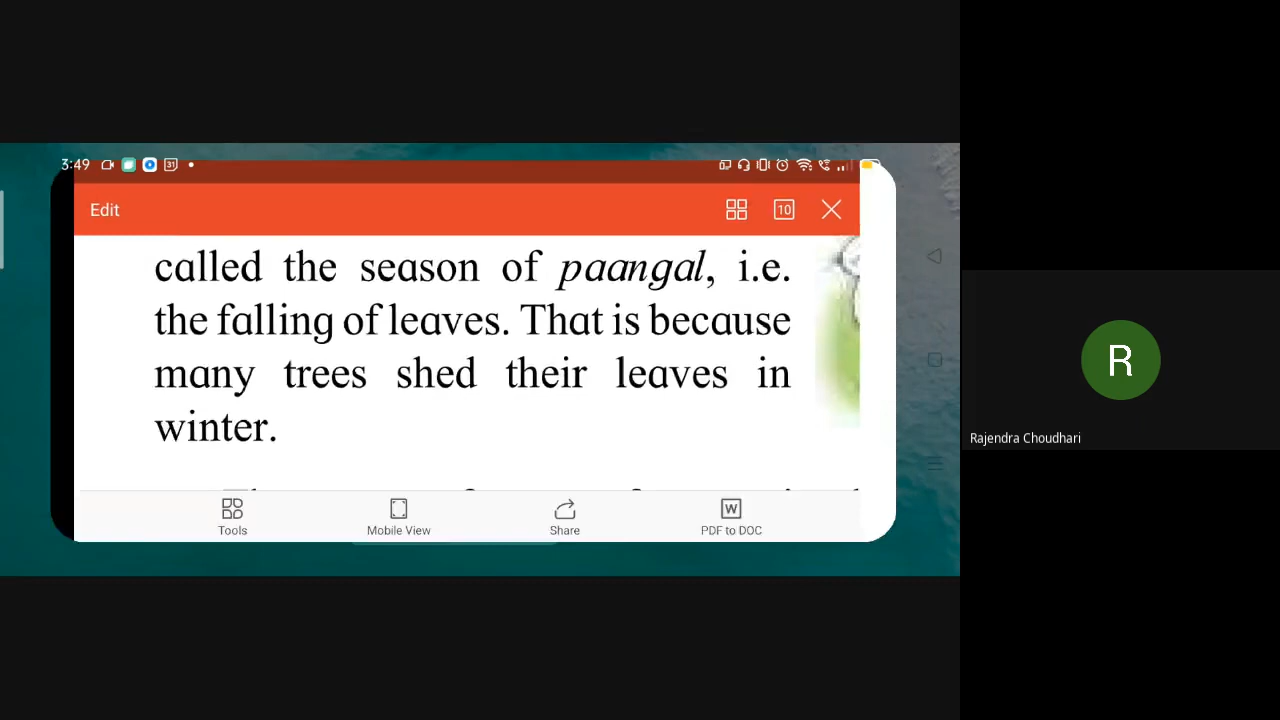 3:49
31
Edit
10
called the season of paangal, i.e.
the falling of leaves. That is because
many trees shed their leaves in
winter.
Tools
Mobile View
Share
W
PDF to DOC
R
Rajendra Choudhari